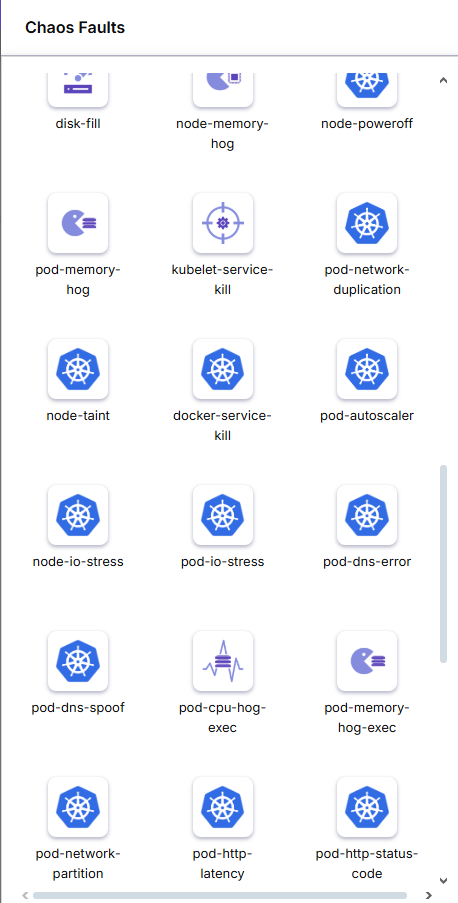 Chaos Faults
disk-fill
node-memory-
hog
node-poweroff
pod-memory-
hog
kubelet-service-
kill
pod-network-
duplication
node-taint
docker-service-
kill
pod-autoscaler
node-io-stress
pod-io-stress
pod-dns-error
pod-dns-spoof
pod-cpu-hog-
exec
pod-memory-
hog-exec
pod-network-
partition
pod-http-
latency
pod-http-status-
code